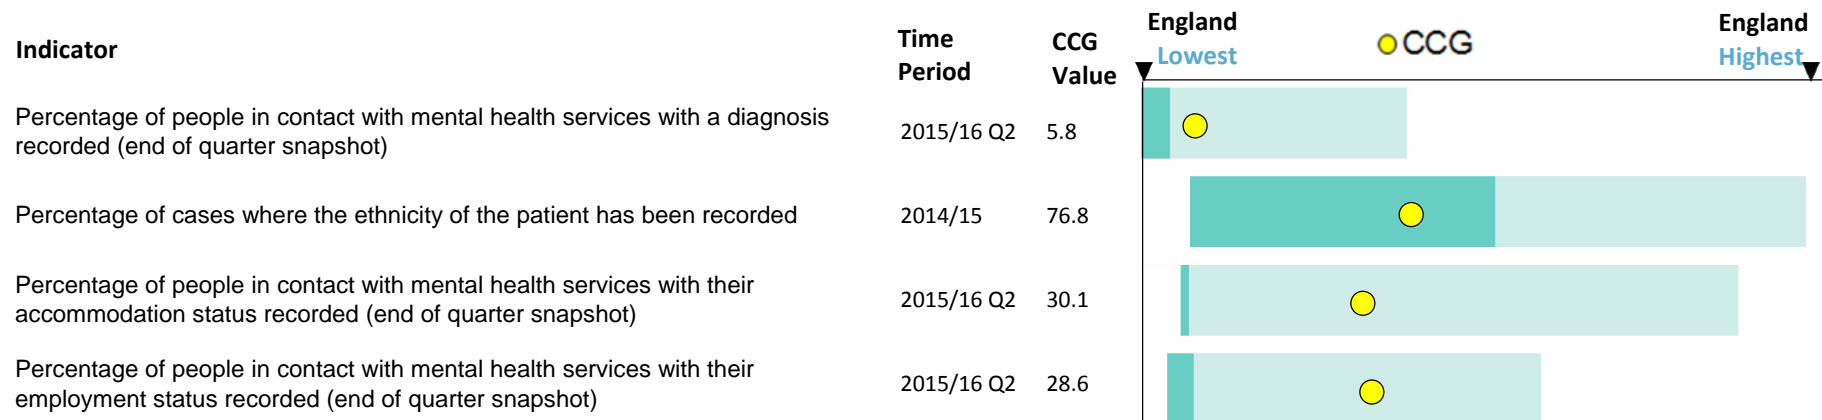 Indicator
Time
Period
CCG
Value
England
Lowest
CCG
England
Highest
Percentage of people in contact with mental health services with a diagnosis
recorded (end of quarter snapshot)
2015/16 Q2
5.8
Percentage of cases where the ethnicity of the patient has been recorded
2014/15
76.8
Percentage of people in contact with mental health services with their
accommodation status recorded (end of quarter snapshot)
2015/16 Q2
30.1
Percentage of people in contact with mental health services with their
employment status recorded (end of quarter snapshot)
2015/16 Q2
28.6